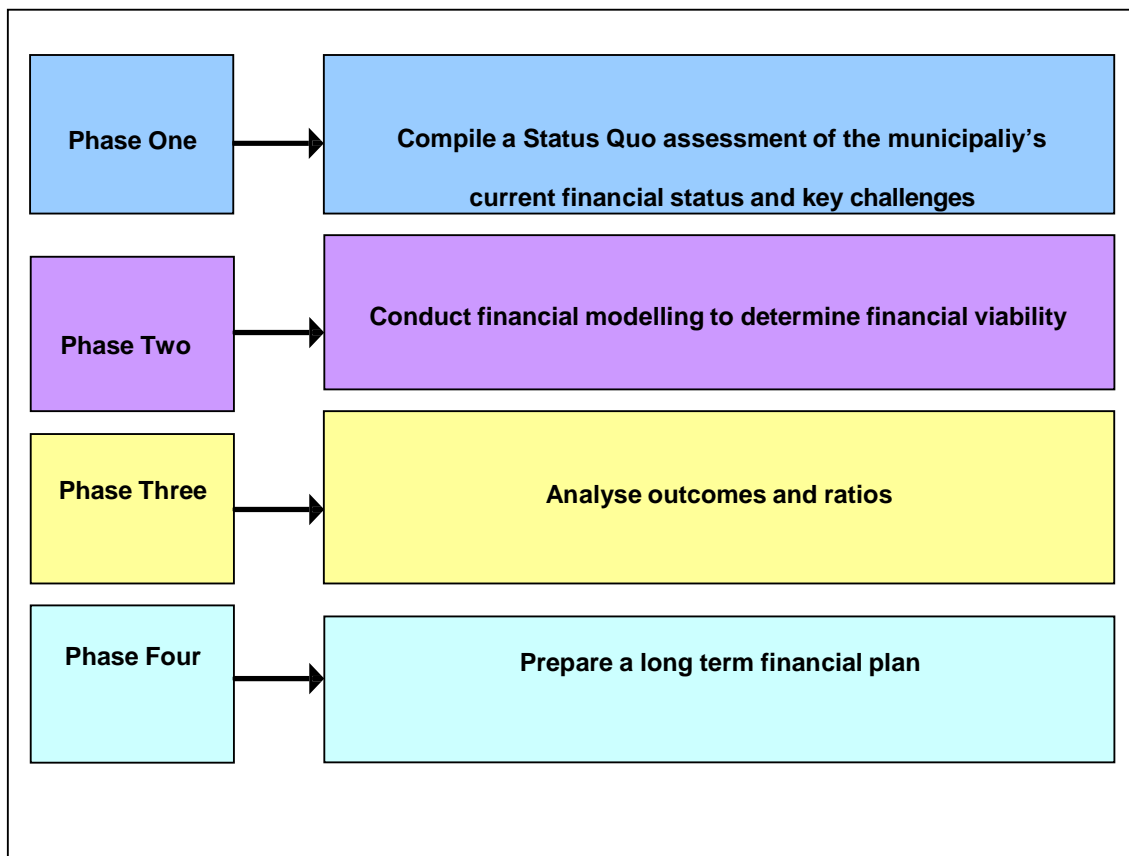 Phase One
Compile a Status Quo assessment of the municipaliy's
current financial status and key challenges
Phase Two
Conduct financial modelling to determine financial viability
Phase Three
Analyse outcomes and ratios
Phase Four
Prepare a long term financial plan